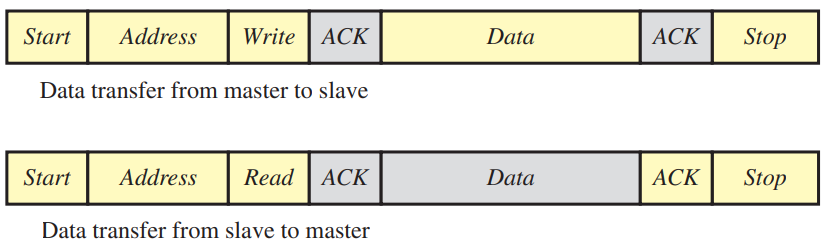 Start Address Write ACK Data ACK Stop
Data transfer from master to slave
Start Address Read ACK Data ACK Stop
Data transfer from slave to master